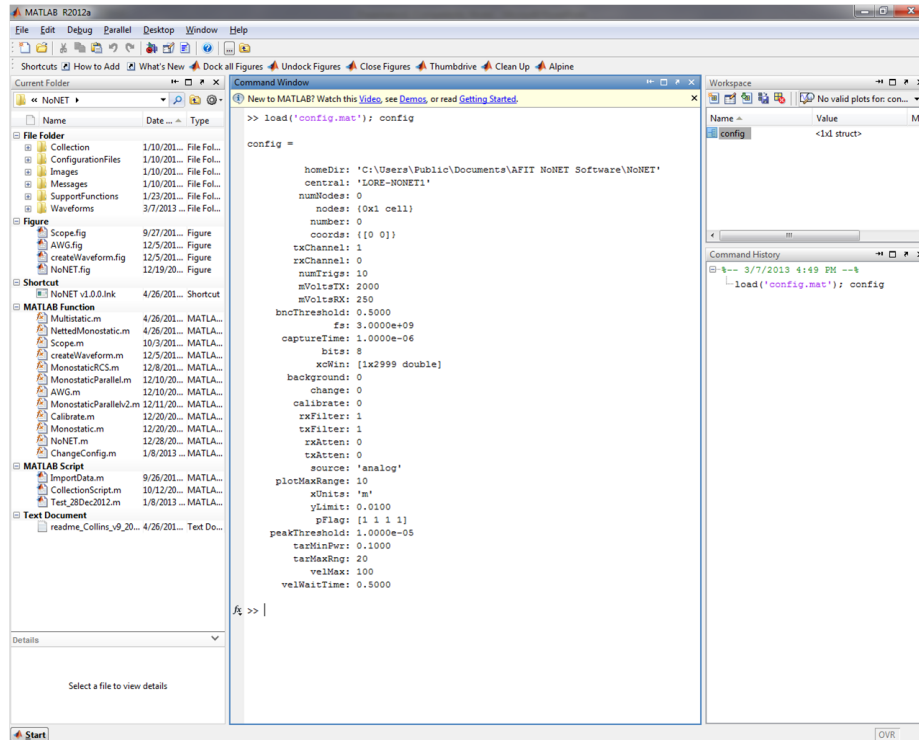 MATLAB R2012a
File Edit Debug Parallel Desktop Window Help
Shortcuts How to Add What's New Dock all Figures Undock Figures Close Figures Thumbdrive Clean Up Alpine
Current Folder
« NoNET
Name Date ... Type
File Folder
Collection 1/10/201... File Fol...
ConfigurationFiles 1/10/201... File Fol...
Images 1/10/201... File Fol...
Messages 1/10/201... File Fol...
SupportFunctions 1/23/201... File Fol...
Waveforms 3/7/2013 ... File Fol...
Figure
Scope.fig 9/27/201... Figure
AWG.fig 12/5/201... Figure
createWaveform.fig 12/5/201... Figure
NoNET.fig 12/19/20... Figure
Shortcut
NoNET v1.0.0.lnk 4/26/201... Shortcut
MATLAB Function
Multistatic.m 4/26/201... MATLA...
NettedMonostatic.m 4/26/201... MATLA...
Scope.m 10/3/201... MATLA...
createWaveform.m 12/5/201... MATLA...
MonostaticRCS.m 12/8/201... MATLA...
MonostaticParallel.m 12/10/20... MATLA...
AWG.m 12/10/20... MATLA...
MonostaticParallelv2.m 12/11/20... MATLA...
Calibrate.m 12/20/20... MATLA...
Monostatic.m 12/20/20... MATLA...
NoNET.m 12/28/20... MATLA...
ChangeConfig.m 1/8/2013 ... MATLA...
MATLAB Script
ImportData.m 9/26/201... MATLA...
CollectionScript.m 10/12/20... MATLA...
Test_28Dec2012.m 1/8/2013 ... MATLA...
Text Document
readme_Collins_v9_20... 4/26/201... Text Do...
Details
Select a file to view details
Start
Command Window
New to MATLAB? Watch this Video, see Demos, or read Getting Started.
>> load('config.mat'); config
config =
homeDir: 'C:\Users\Public\Documents\AFIT NoNET Software\NoNET'
central: 'LORE-NONET1'
numNodes: 0
nodes: {0x1 cell}
number: 0
coords: {[0 0]}
txChannel: 1
rxChannel: 0
numTrigs: 10
mVoltsTX: 2000
mVoltsRX: 250
bncThreshold: 0.5000
fs: 3.0000e+09
captureTime: 1.0000e-06
bits: 8
xcWin: [1x2999 double]
background: 0
change: 0
calibrate: 0
rxFilter: 1
txFilter: 1
rxAtten: 0
txAtten: 0
source: 'analog'
plotMaxRange: 10
xUnits: 'm'
yLimit: 0.0100
pFlag: [1 1 1 1]
peakThreshold: 1.0000e-05
tarMinPwr: 0.1000
tarMaxRng: 20
velMax: 100
velWaitTime: 0.5000
fx >>
Workspace
No valid plots for: con...
Name Value M
config <1x1 struct>
Command History
%-- 3/7/2013 4:49 PM --%
load('config.mat'); config
OVR